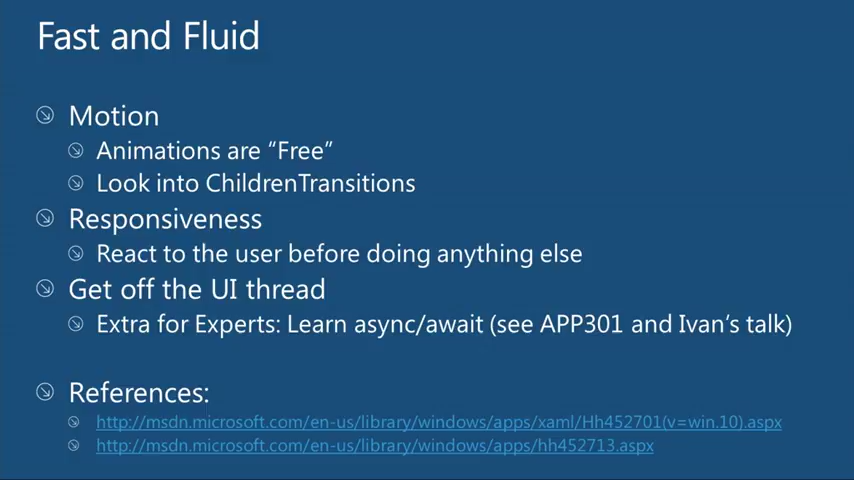 Fast and Fluid
Motion
Animations are “Free”
Look into ChildrenTransitions
Responsiveness
React to the user before doing anything else
Get off the UI thread
Extra for Experts: Learn async/await (see APP301 and Ivan’s talk)
References:
http://msdn.microsoft.com/en-us/library/windows/apps/xaml/Hh452701(v=win.10).aspx
http://msdn.microsoft.com/en-us/library/windows/apps/hh452713.aspx